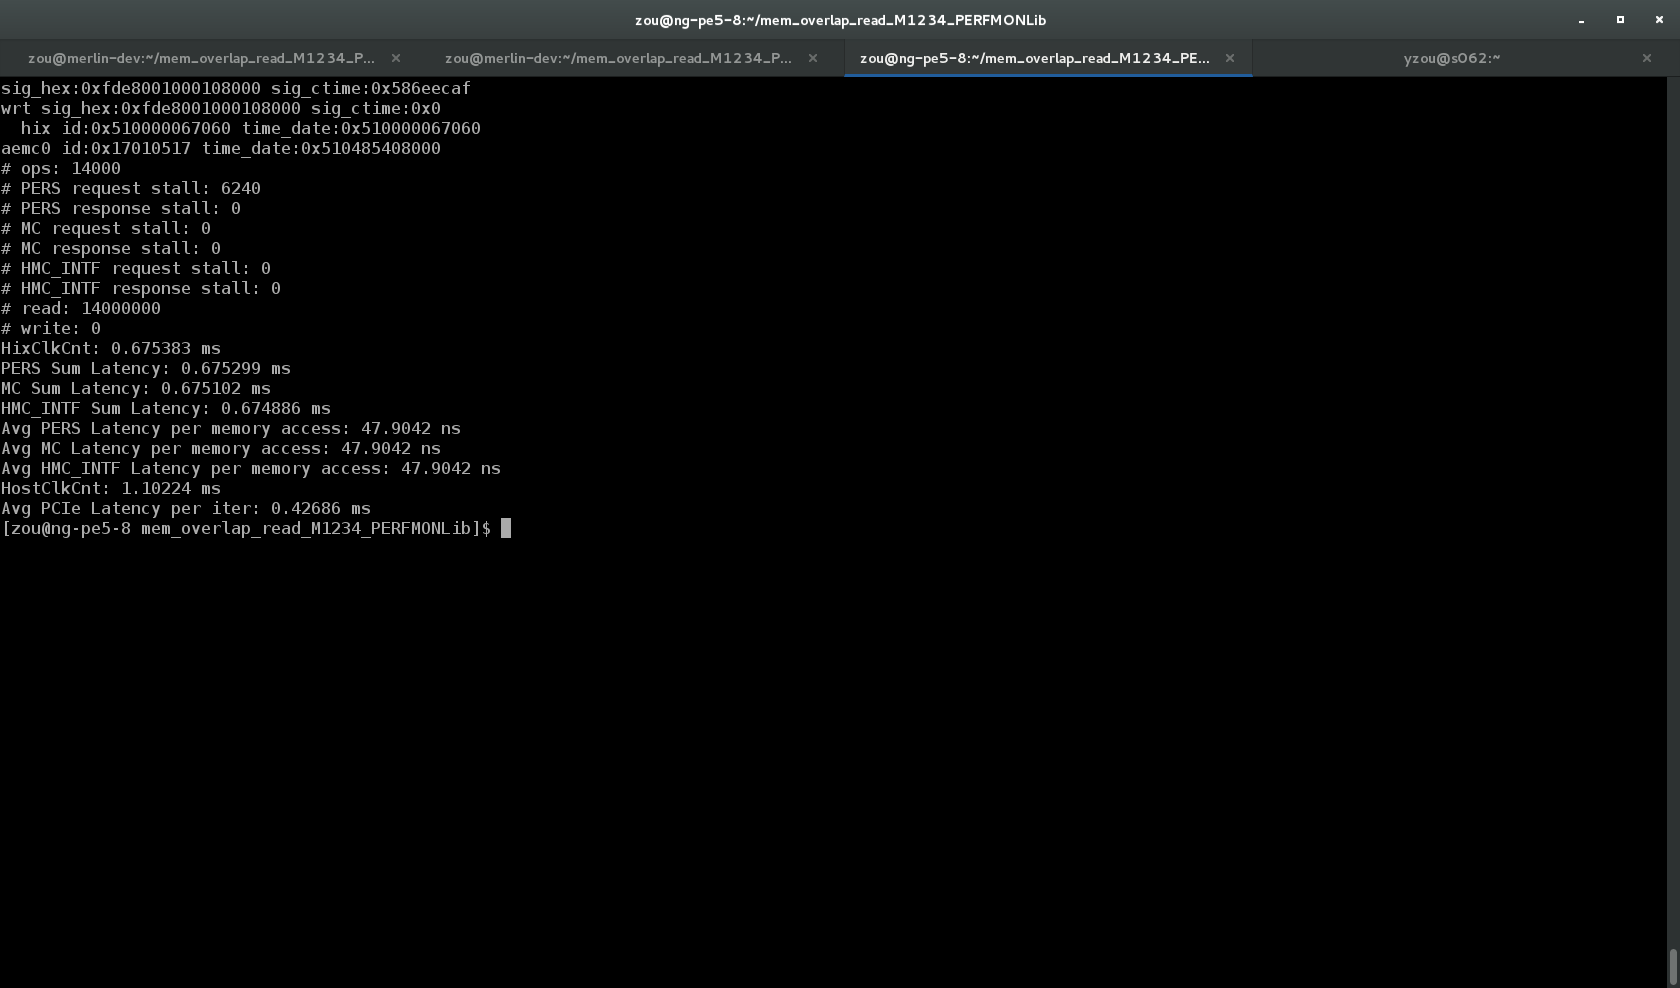 zou@ng-pe5-8:~/mem_overlap_read_M1234_PERFMONLib
zou@merlin-dev:~/mem_overlap_read_M1234_P... zou@merlin-dev:~/mem_overlap_read_M1234_P... zou@ng-pe5-8:~/mem_overlap_read_M1234_PE... yzou@s062:~
sig_hex:0xfde8001000108000 sig_ctime:0x586eecaf
wrt sig_hex:0xfde8001000108000 sig_ctime:0x0
hix id:0x510000067060 time_date:0x510000067060
aemc0 id:0x17010517 time_date:0x510485408000
# ops: 14000
# PERS request stall: 6240
# PERS response stall: 0
# MC request stall: 0
# MC response stall: 0
# HMC_INTF request stall: 0
# HMC_INTF response stall: 0
# read: 14000000
# write: 0
HixClkCnt: 0.675383 ms
PERS Sum Latency: 0.675299 ms
MC Sum Latency: 0.675102 ms
HMC_INTF Sum Latency: 0.674886 ms
Avg PERS Latency per memory access: 47.9042 ns
Avg MC Latency per memory access: 47.9042 ns
Avg HMC_INTF Latency per memory access: 47.9042 ns
HostClkCnt: 1.10224 ms
Avg PCIe Latency per iter: 0.42686 ms
[zou@ng-pe5-8 mem_overlap_read_M1234_PERFMONLib]$